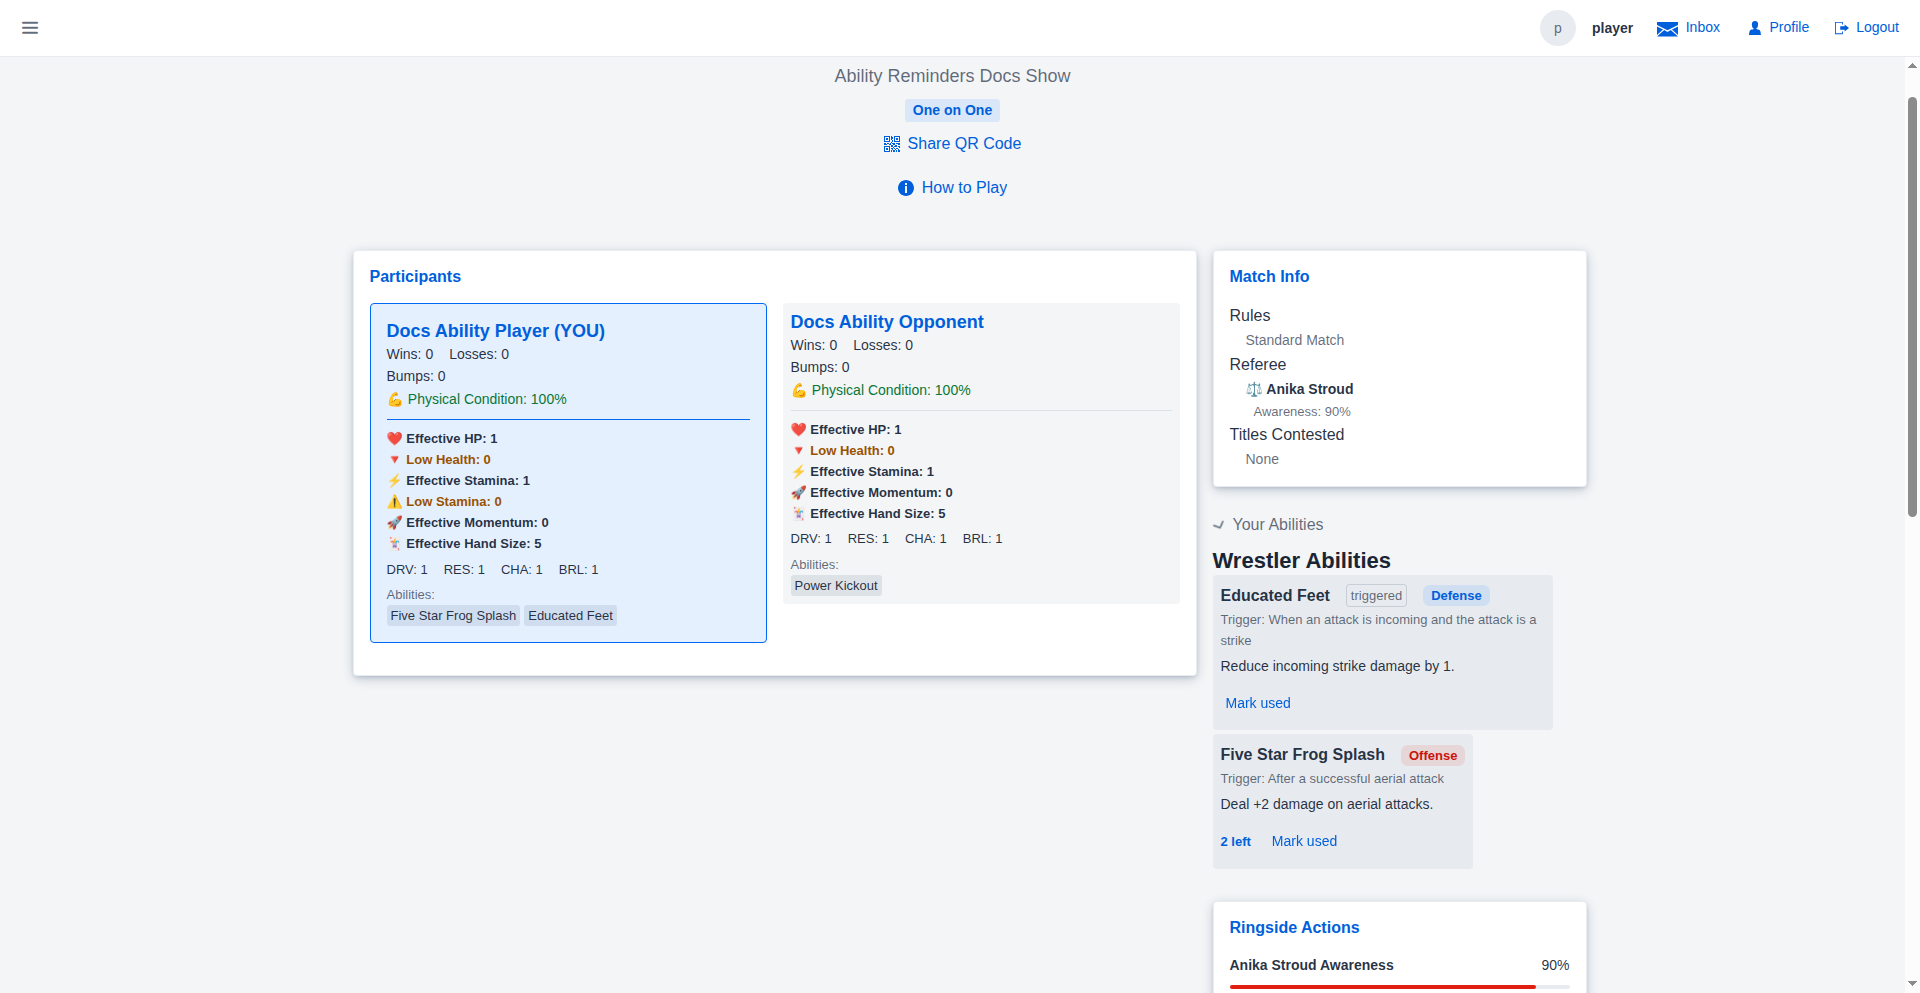 p player Inbox Profile Logout
Ability Reminders Docs Show
One on One
Share QR Code
How to Play
Participants
Docs Ability Player (YOU)
Wins: 0 Losses: 0
Bumps: 0
💪 Physical Condition: 100%
❤️ Effective HP: 1
🔻 Low Health: 0
⚡ Effective Stamina: 1
⚠️ Low Stamina: 0
🚀 Effective Momentum: 0
🃏 Effective Hand Size: 5
DRV: 1 RES: 1 CHA: 1 BRL: 1
Abilities:
Five Star Frog Splash Educated Feet
Docs Ability Opponent
Wins: 0 Losses: 0
Bumps: 0
💪 Physical Condition: 100%
❤️ Effective HP: 1
🔻 Low Health: 0
⚡ Effective Stamina: 1
🚀 Effective Momentum: 0
🃏 Effective Hand Size: 5
DRV: 1 RES: 1 CHA: 1 BRL: 1
Abilities:
Power Kickout
Match Info
Rules
Standard Match
Referee
⚖️ Anika Stroud
Awareness: 90%
Titles Contested
None
Your Abilities
Wrestler Abilities
Educated Feet triggered Defense
Trigger: When an attack is incoming and the attack is a
strike
Reduce incoming strike damage by 1.
Mark used
Five Star Frog Splash Offense
Trigger: After a successful aerial attack
Deal +2 damage on aerial attacks.
2 left Mark used
Ringside Actions
Anika Stroud Awareness 90%